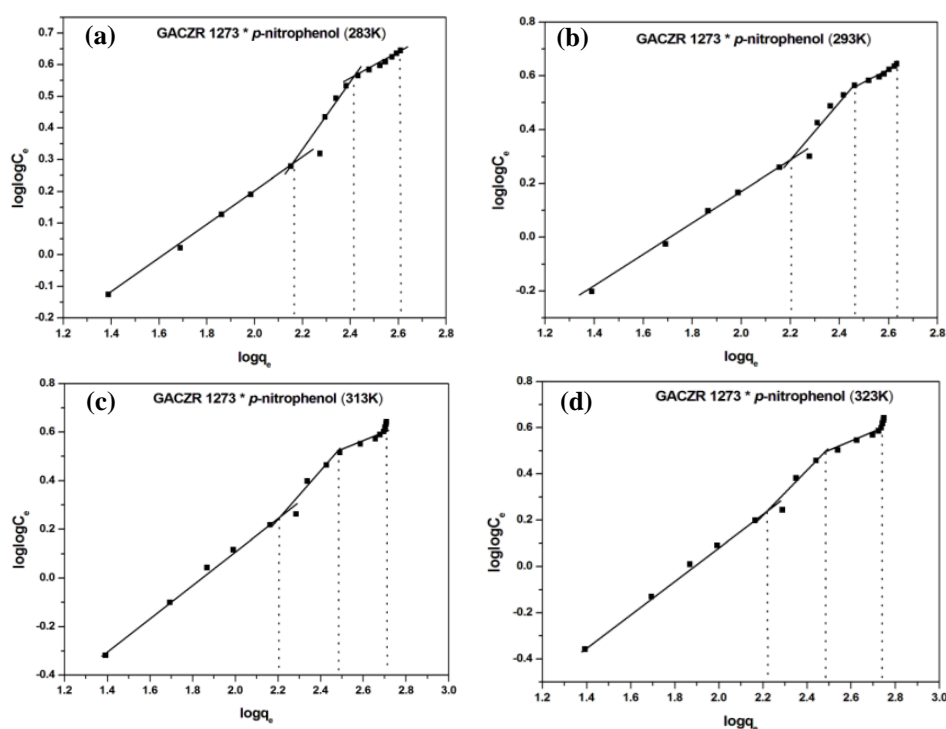 (a)
GACZR 1273 * p-nitrophenol (283K)
loglogCe
0.7
0.6
0.5
0.4
0.3
0.2
0.1
0.0
-0.1
-0.2
1.2 1.4 1.6 1.8 2.0 2.2 2.4 2.6 2.8
logqe
(b)
GACZR 1273 * p-nitrophenol (293K)
loglogCe
0.8
0.6
0.4
0.2
0.0
-0.2
1.2 1.4 1.6 1.8 2.0 2.2 2.4 2.6 2.8
logqe
(c)
GACZR 1273 * p-nitrophenol (313K)
loglogCe
0.8
0.6
0.4
0.2
0.0
-0.2
-0.4
1.2 1.4 1.6 1.8 2.0 2.2 2.4 2.6 2.8 3.0
logqe
(d)
GACZR 1273 * p-nitrophenol (323K)
loglogCe
0.8
0.6
0.4
0.2
0.0
-0.2
-0.4
1.2 1.4 1.6 1.8 2.0 2.2 2.4 2.6 2.8 3.0
logqe